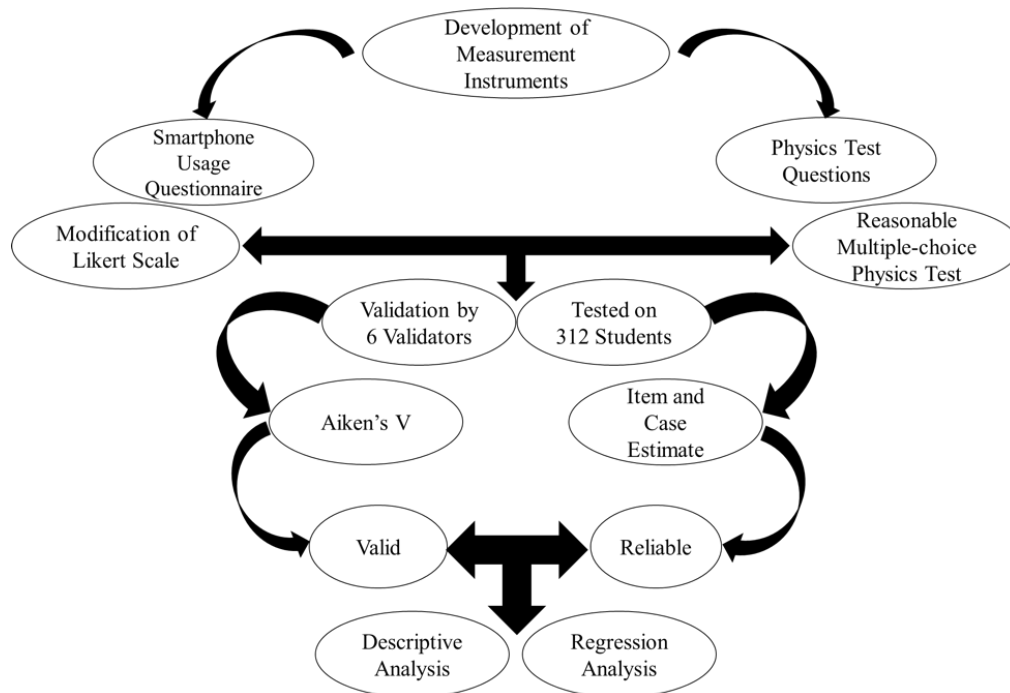 Development of
Measurement
Instruments
Smartphone
Usage
Questionnaire
Physics Test
Questions
Modification of
Likert Scale
Reasonable
Multiple-choice
Physics Test
Validation by
6 Validators
Tested on
312 Students
Aiken's V
Item and
Case
Estimate
Valid
Reliable
Descriptive
Analysis
Regression
Analysis